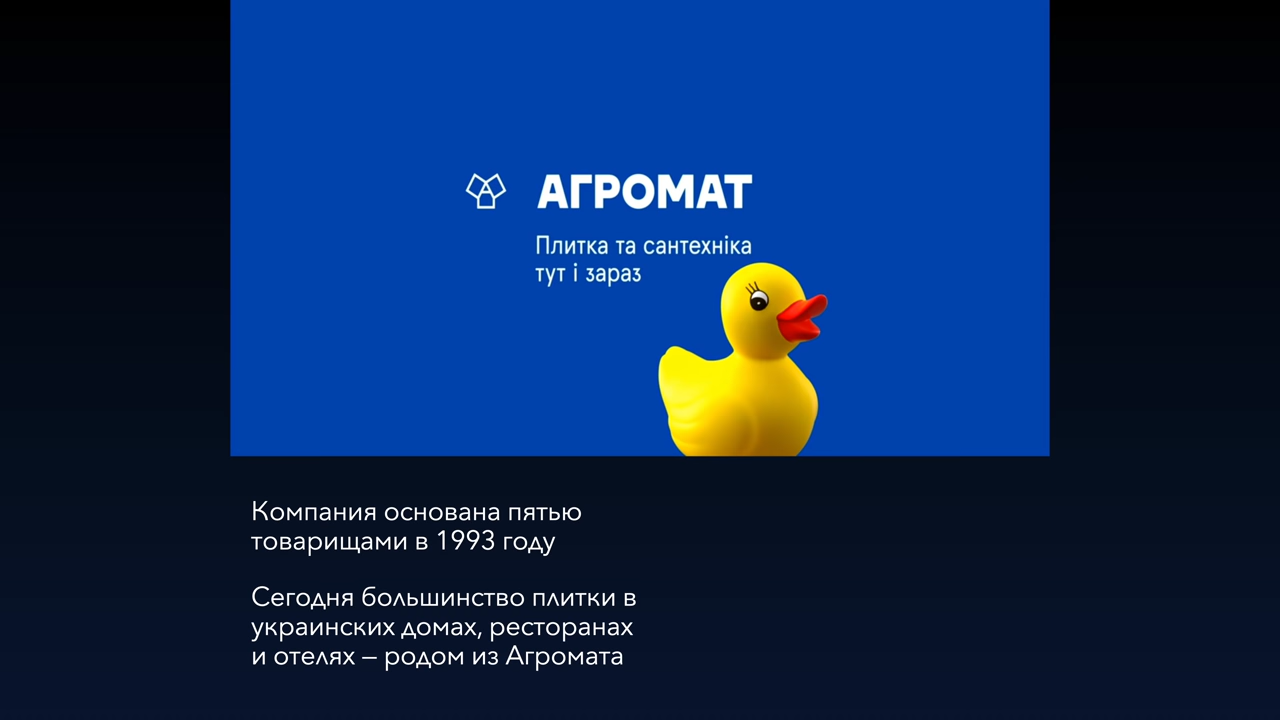 АГРОМАТ
Плитка та сантехніка
тут і зараз
Компания основана пятью
товарищами в 1993 году
Сегодня большинство плитки в
украинских домах, ресторанах
и отелях – родом из Агромата